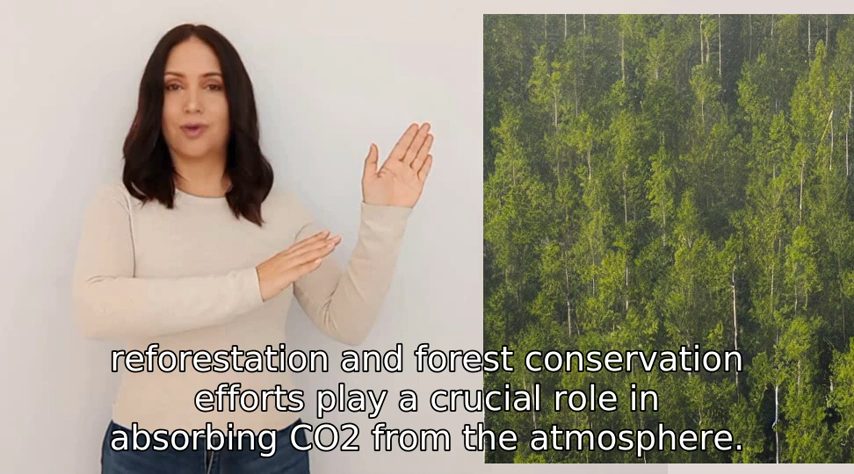 reforestation and forest conservation
efforts play a crucial role in
absorbing CO2 from the atmosphere.